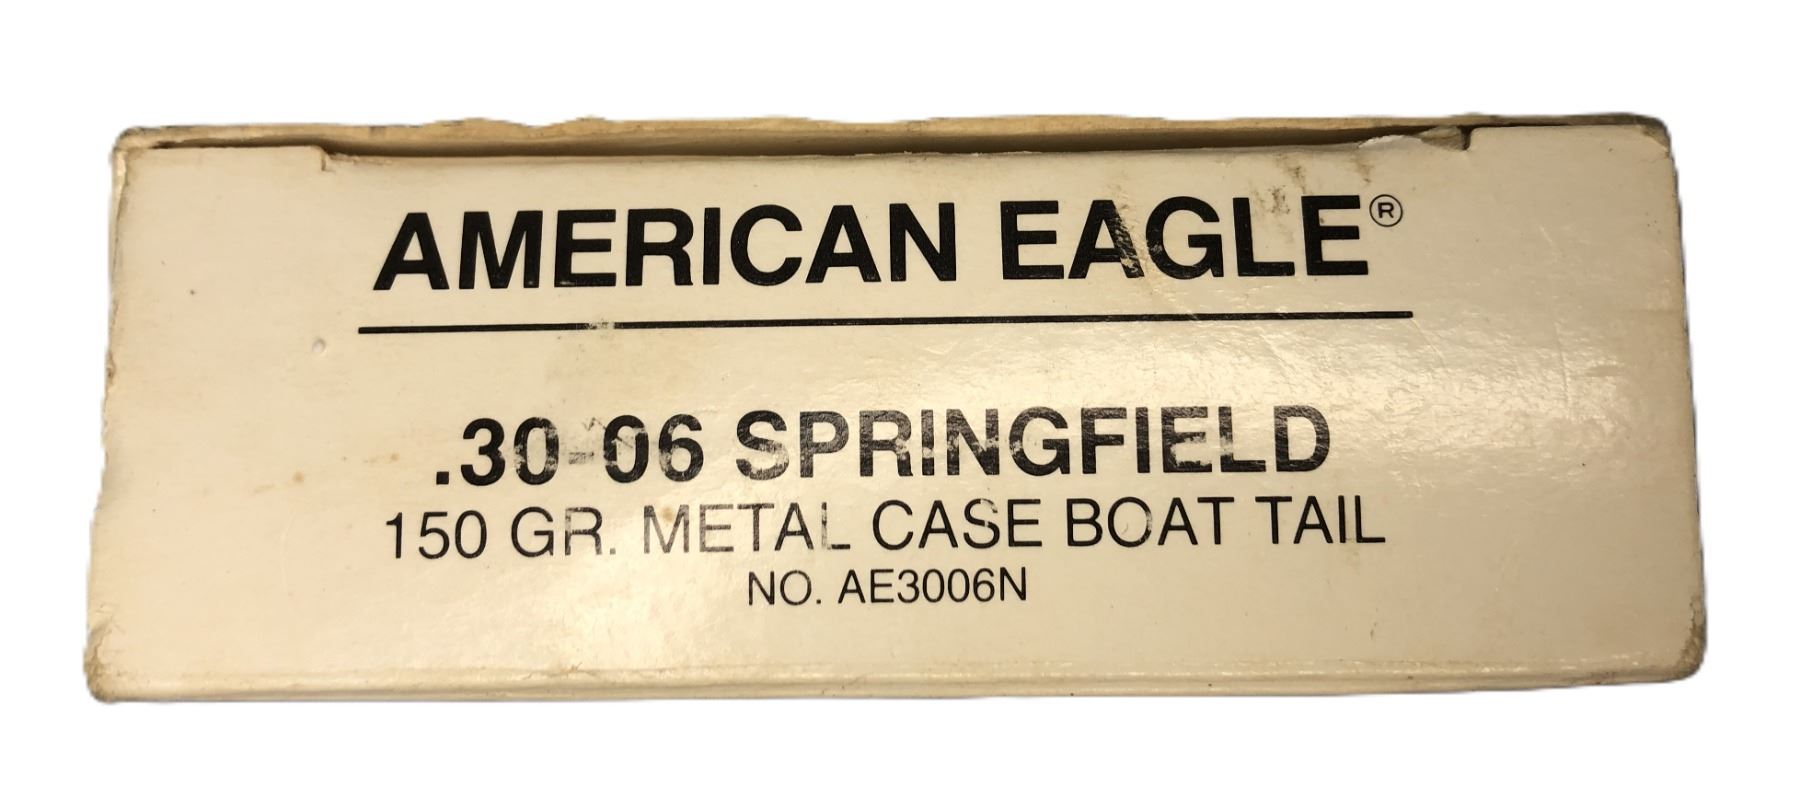 AMERICAN EAGLE®
.30-06 SPRINGFIELD
150 GR. METAL CASE BOAT TAIL
NO. AE3006N